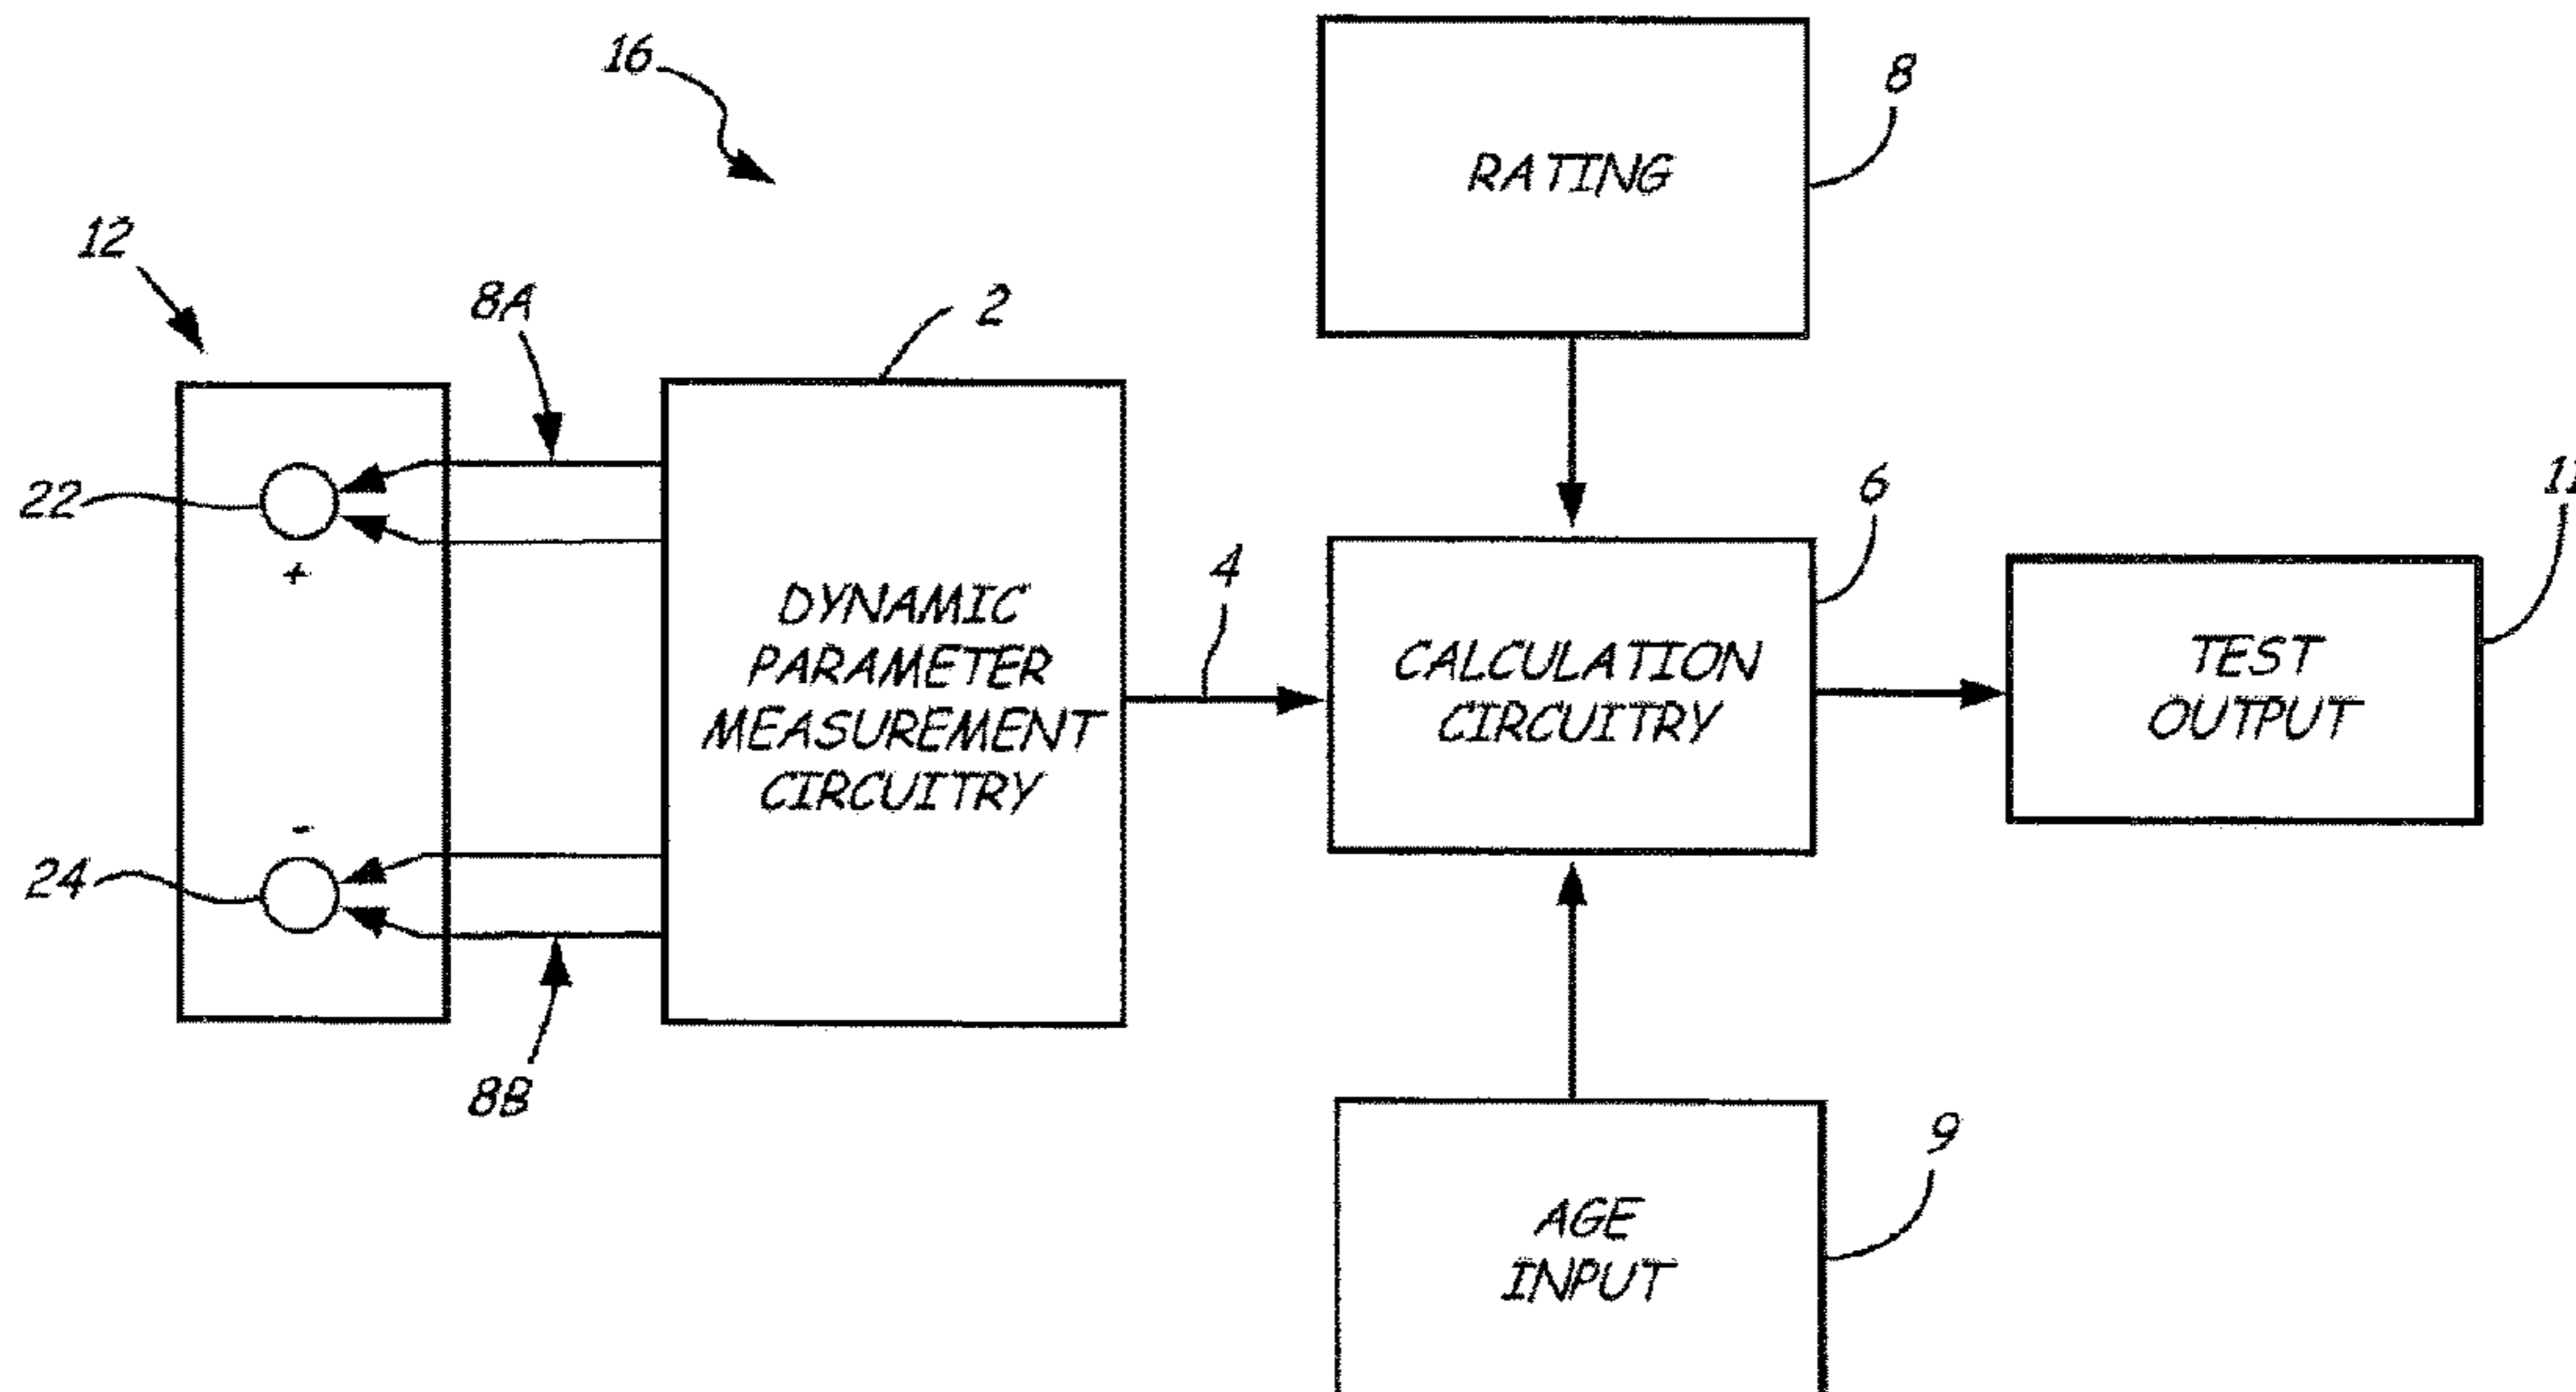 16
8
RATING
12
8A
2
22
+
DYNAMIC
PARAMETER
MEASUREMENT
CIRCUITRY
4
6
CALCULATION
CIRCUITRY
TEST
OUTPUT
-
24
8B
9
AGE
INPUT